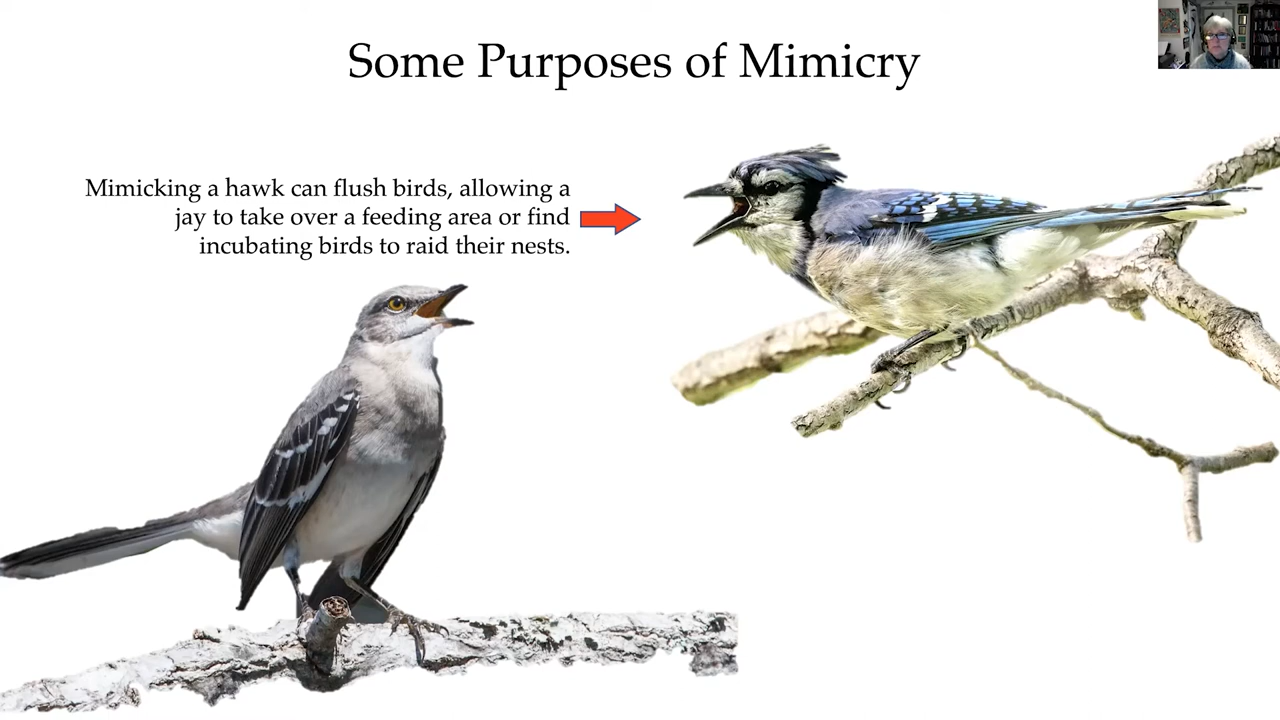 Some Purposes of Mimicry
Mimicking a hawk can flush birds, allowing a
jay to take over a feeding area or find
incubating birds to raid their nests.